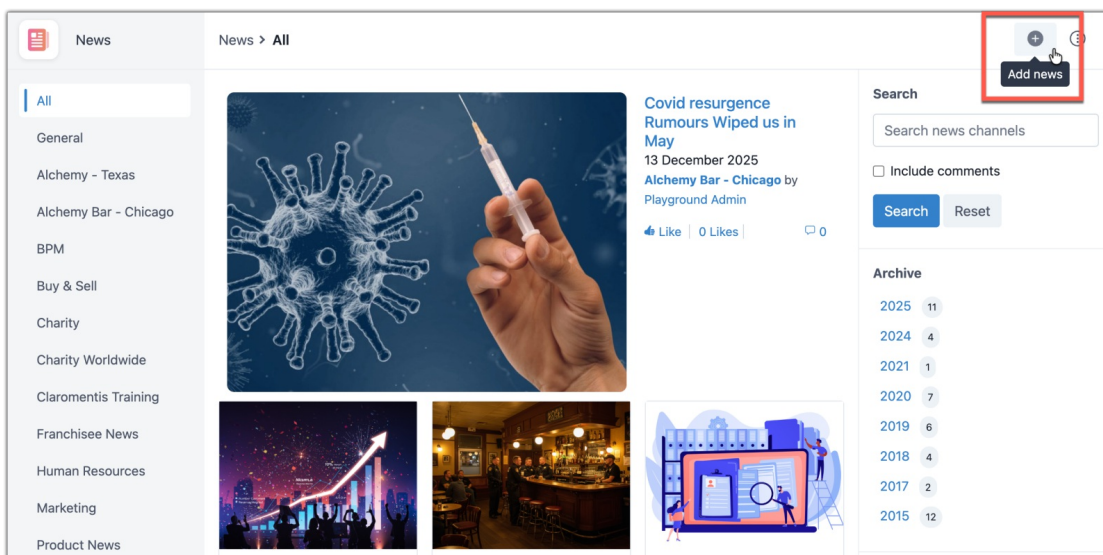 News
News > All
Add news
All
General
Alchemy - Texas
Alchemy Bar - Chicago
BPM
Buy & Sell
Charity
Charity Worldwide
Claromentis Training
Franchisee News
Human Resources
Marketing
Product News
Covid resurgence
Rumours Wiped us in
May
13 December 2025
Alchemy Bar - Chicago by
Playground Admin
Like
0 Likes
0
Search
Search news channels
Include comments
Search
Reset
Archive
2025 11
2024 4
2021 1
2020 7
2019 6
2018 4
2017 2
2015 12